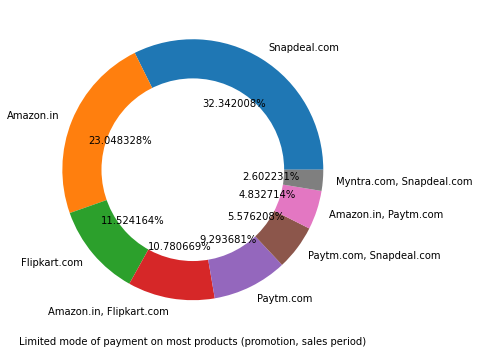 Snapdeal.com
32.342008%
Amazon.in
23.048328%
Flipkart.com
11.524164%
Amazon.in, Flipkart.com
10.780669%
Paytm.com
9.293681%
Paytm.com, Snapdeal.com
5.576208%
Amazon.in, Paytm.com
4.832714%
Myntra.com, Snapdeal.com
2.602231%
Limited mode of payment on most products (promotion, sales period)